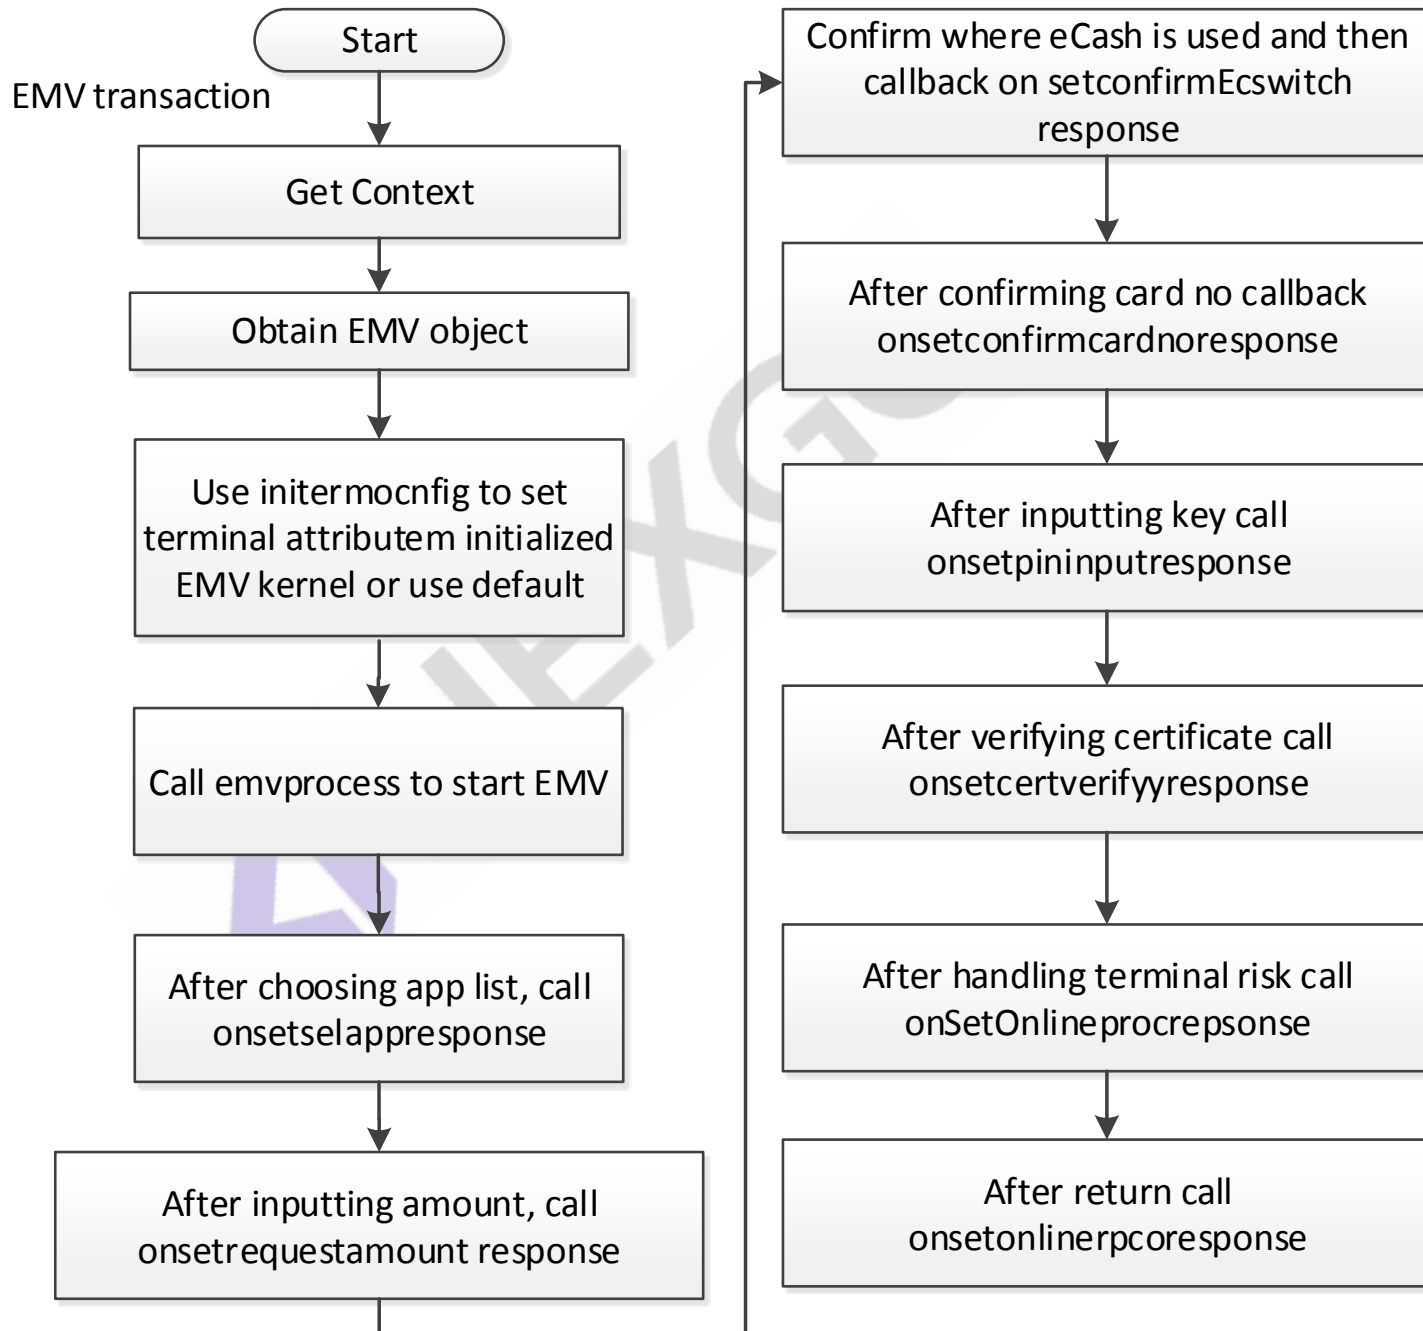 Start
EMV transaction
Get Context
Obtain EMV object
Use initermocnfig to set
terminal attributem initialized
EMV kernel or use default
Call emvprocess to start EMV
After choosing app list, call
onsetselappresponse
After inputting amount, call
onsetrequestamount response
Confirm where eCash is used and then
callback on setconfirmEcswitch
response
After confirming card no callback
onsetconfirmcardnoresponse
After inputting key call
onsetpininputresponse
After verifying certificate call
onsetcertverifyyresponse
After handling terminal risk call
onSetOnlineprocrepsonse
After return call
onsetonlinerpcoresponse